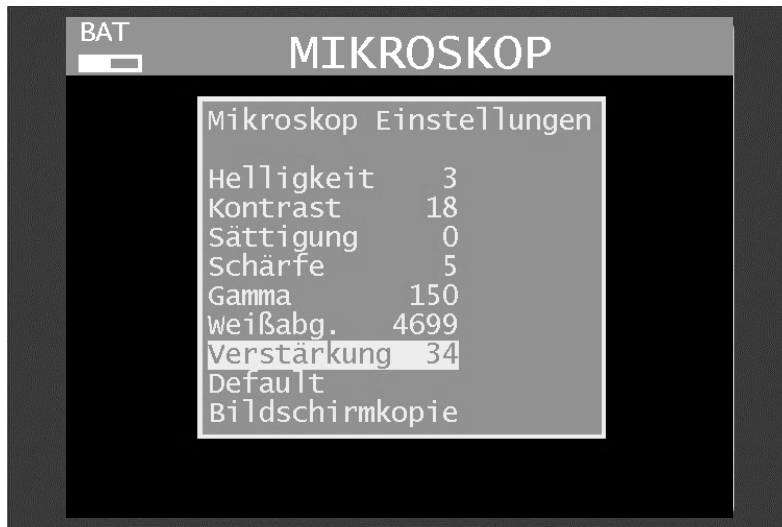 BAT
MIKROSKOP
Mikroskop Einstellungen
Helligkeit 3
Kontrast 18
Sättigung 0
Schärfe 5
Gamma 150
Weißabg. 4699
Verstärkung 34
Default
Bildschirmkopie